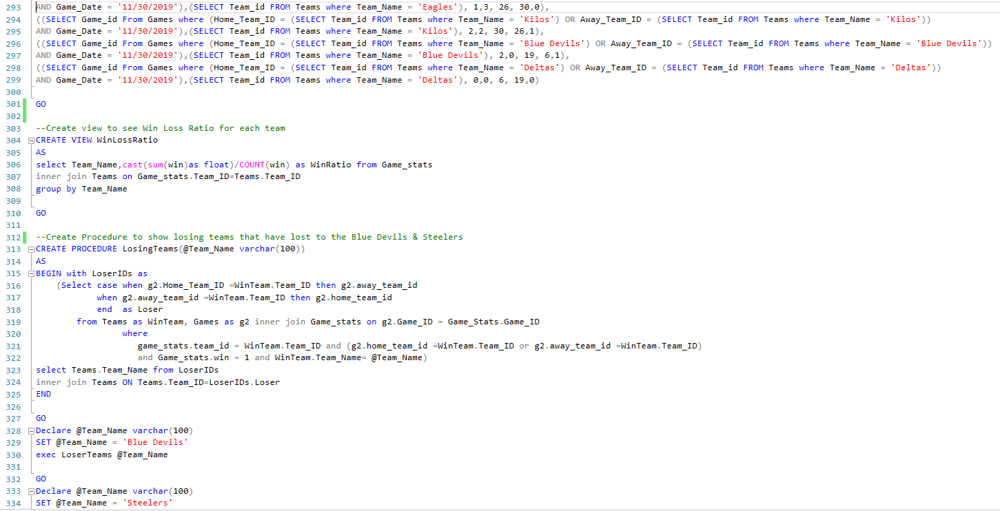 293 AND Game_Date = '11/30/2019'),(SELECT Team_id FROM Teams where Team_Name = 'Eagles'), 1,3, 26, 30,0),
294 ((SELECT Game_id From Games where (Home_Team_ID = (SELECT Team_id FROM Teams where Team_Name = 'Kilos') OR Away_Team_ID = (SELECT Team_id FROM Teams where Team_Name = 'Kilos'))
295 AND Game_Date = '11/30/2019'),(SELECT Team_id FROM Teams where Team_Name = 'Kilos'), 2,2, 30, 26,1),
296 ((SELECT Game_id From Games where (Home_Team_ID = (SELECT Team_id FROM Teams where Team_Name = 'Blue Devils') OR Away_Team_ID = (SELECT Team_id FROM Teams where Team_Name = 'Blue Devils'))
297 AND Game_Date = '11/30/2019'),(SELECT Team_id FROM Teams where Team_Name = 'Blue Devils'), 2,0, 19, 6,1),
298 ((SELECT Game_id From Games where (Home_Team_ID = (SELECT Team_id FROM Teams where Team_Name = 'Deltas') OR Away_Team_ID = (SELECT Team_id FROM Teams where Team_Name = 'Deltas'))
299 AND Game_Date = '11/30/2019'),(SELECT Team_id FROM Teams where Team_Name = 'Deltas'), 0,0, 6, 19,0)
300
301 GO
302
303 --Create view to see Win Loss Ratio for each team
304 CREATE VIEW WinLossRatio
305 AS
306 select Team_Name,cast(sum(win)as float)/COUNT(win) as WinRatio from Game_stats
307 inner join Teams on Game_stats.Team_ID=Teams.Team_ID
308 group by Team_Name
309
310 GO
311
312 --Create Procedure to show losing teams that have lost to the Blue Devils & Steelers
313 CREATE PROCEDURE LosingTeams(@Team_Name varchar(100))
314 AS
315 BEGIN with LoserIDs as
316 (Select case when g2.Home_Team_ID =WinTeam.Team_ID then g2.away_team_id
317 when g2.away_team_id =WinTeam.Team_ID then g2.home_team_id
318 end as Loser
319 from Teams as WinTeam, Games as g2 inner join Game_stats on g2.Game_ID = Game_Stats.Game_ID
320 where
321 game_stats.team_id = WinTeam.Team_ID and (g2.home_team_id =WinTeam.Team_ID or g2.away_team_id =WinTeam.Team_ID)
322 and Game_stats.win = 1 and WinTeam.Team_Name= @Team_Name)
323 select Teams.Team_Name from LoserIDs
324 inner join Teams ON Teams.Team_ID=LoserIDs.Loser
325 END
326
327 GO
328 Declare @Team_Name varchar(100)
329 SET @Team_Name = 'Blue Devils'
330 exec LoserTeams @Team_Name
331
332 GO
333 Declare @Team_Name varchar(100)
334 SET @Team_Name = 'Steelers'